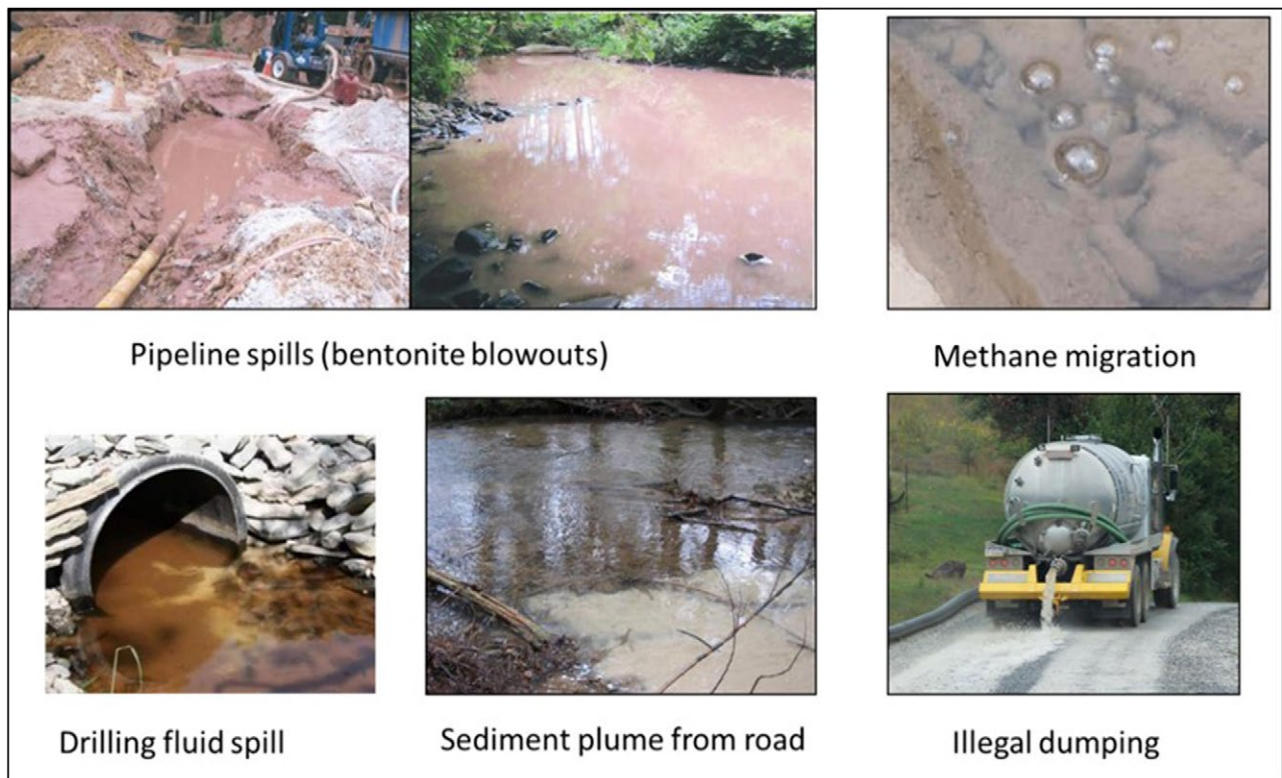 Pipeline spills (bentonite blowouts)
Methane migration
Drilling fluid spill
Sediment plume from road
Illegal dumping